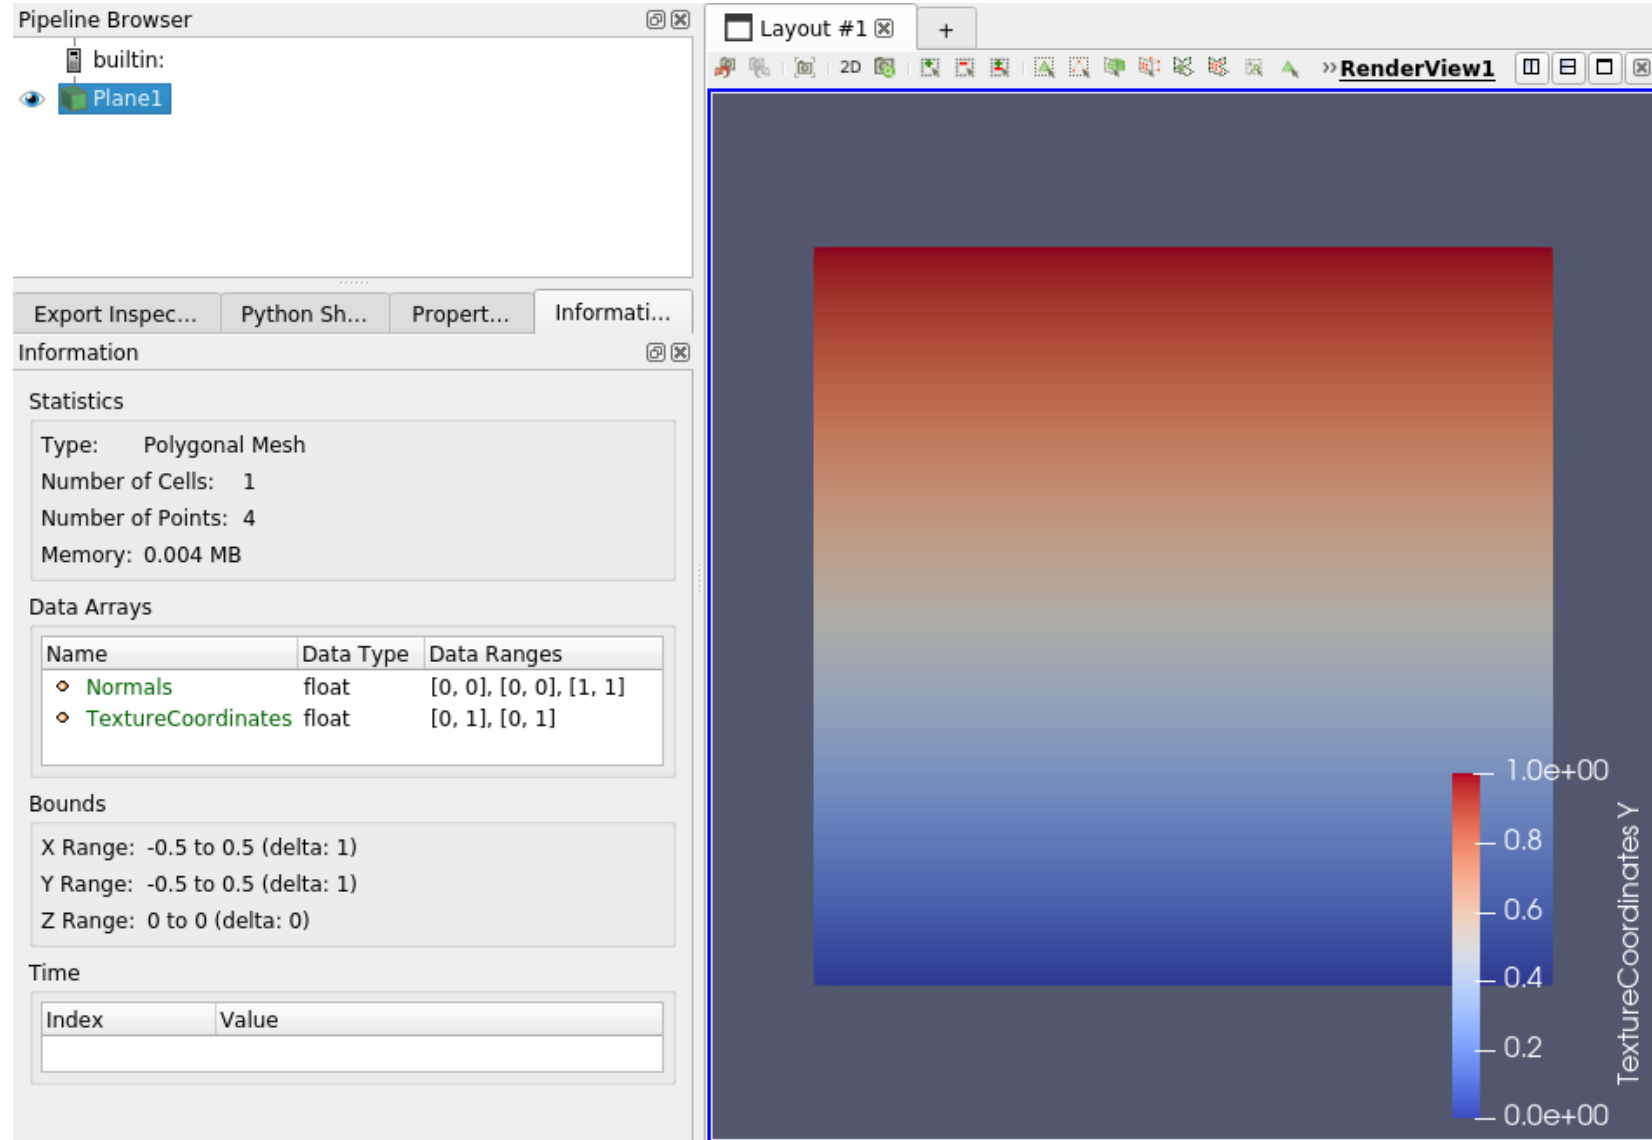 Pipeline Browser
builtin:
Plane1
Export Inspec...
Python Sh...
Propert...
Informati...
Information
Statistics
Type: Polygonal Mesh
Number of Cells: 1
Number of Points: 4
Memory: 0.004 MB
Data Arrays
Name Data Type Data Ranges
Normals float [0, 0], [0, 0], [1, 1]
TextureCoordinates float [0, 1], [0, 1]
Bounds
X Range: -0.5 to 0.5 (delta: 1)
Y Range: -0.5 to 0.5 (delta: 1)
Z Range: 0 to 0 (delta: 0)
Time
Index Value
Layout #1
+
2D
»RenderView1
1.0e+00
0.8
0.6
0.4
0.2
0.0e+00
TextureCoordinates Y